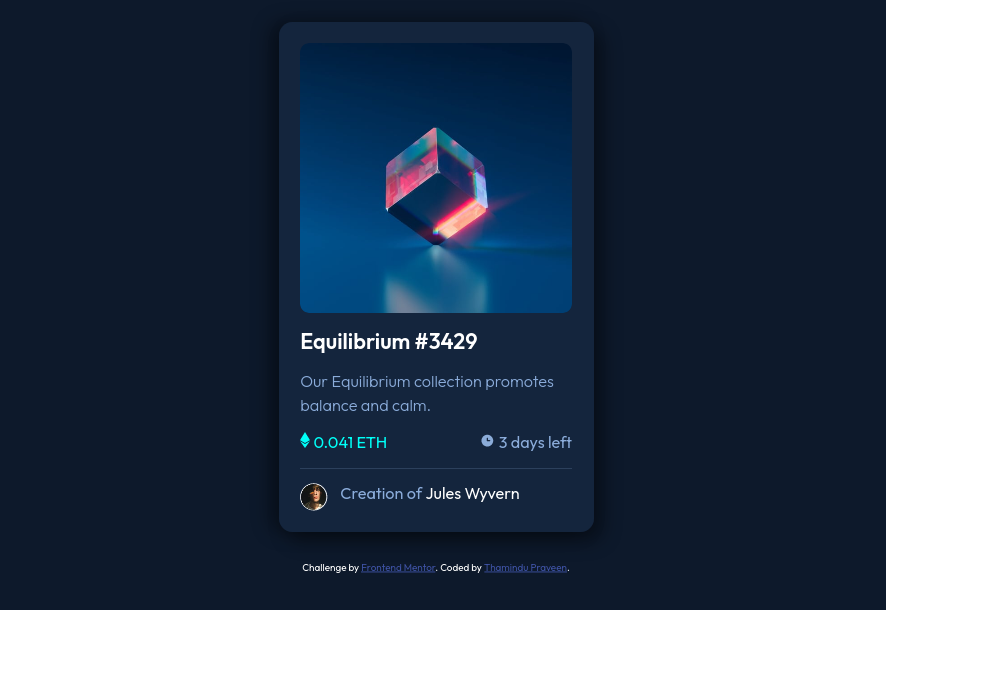 Equilibrium #3429
Our Equilibrium collection promotes
balance and calm.
0.041 ETH
3 days left
Creation of Jules Wyvern
Challenge by Frontend Mentor. Coded by Thamindu Praveen.